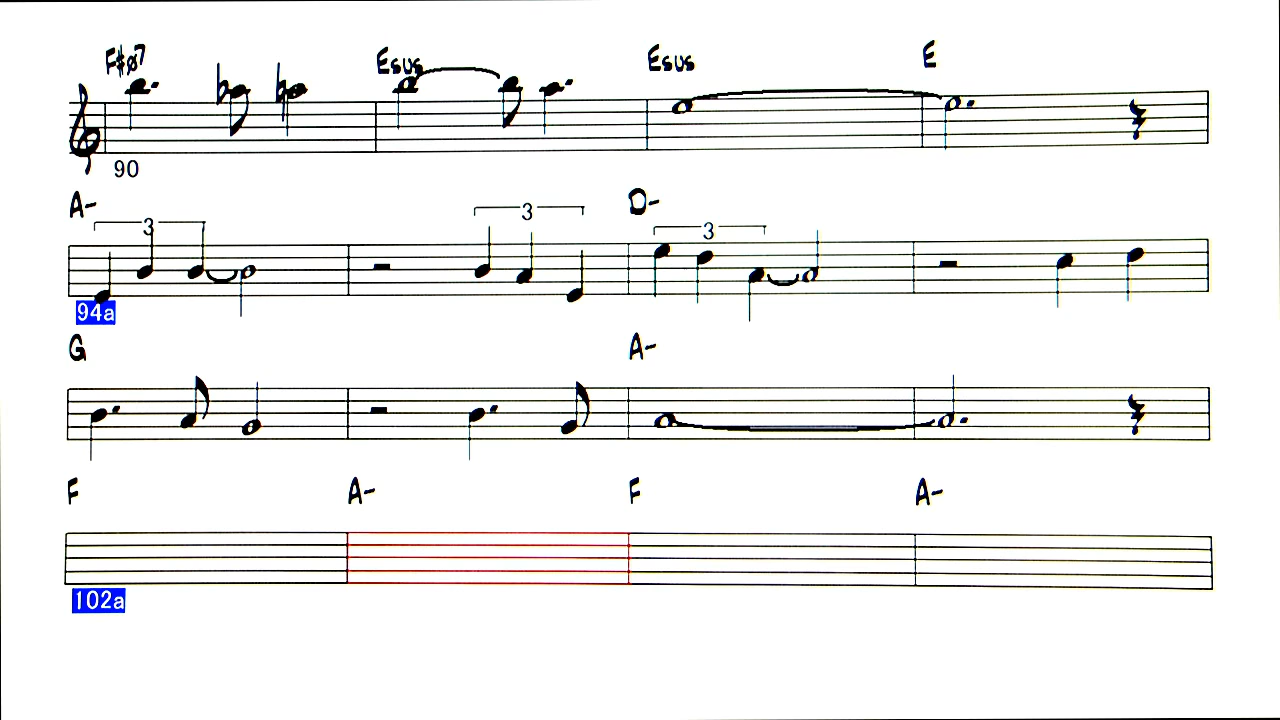 F#ø7 Esus Esus E
90
A- D-
3 3 3
94a
G A-
F A- F A-
102a